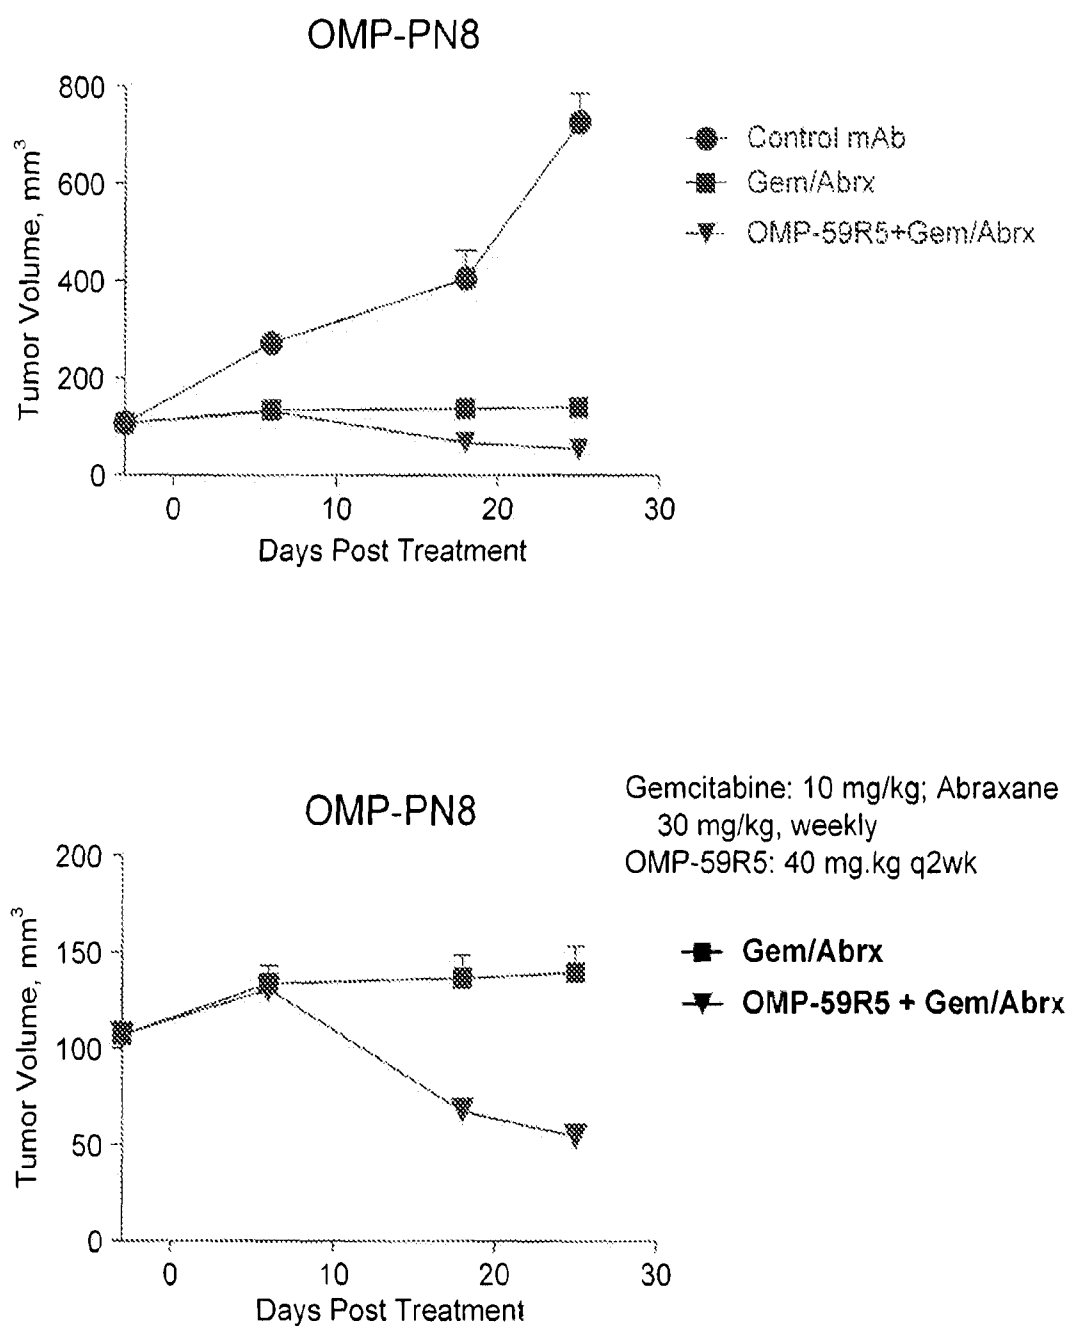 OMP-PN8
800
600
400
200
0
Tumor Volume, mm³
0 10 20 30
Days Post Treatment
Control mAb
Gem/Abrx
OMP-59R5+Gem/Abrx
Gemcitabine: 10 mg/kg; Abraxane
30 mg/kg, weekly
OMP-59R5: 40 mg.kg q2wk
OMP-PN8
200
150
100
50
0
Tumor Volume, mm³
0 10 20 30
Days Post Treatment
Gem/Abrx
OMP-59R5 + Gem/Abrx